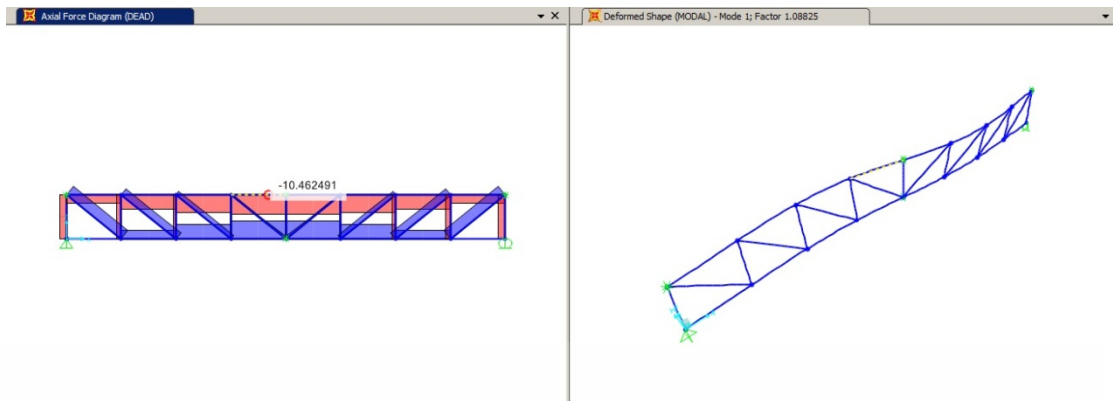 Axial Force Diagram (DEAD)
Deformed Shape (MODAL) - Mode 1; Factor 1.08825
-10.462491